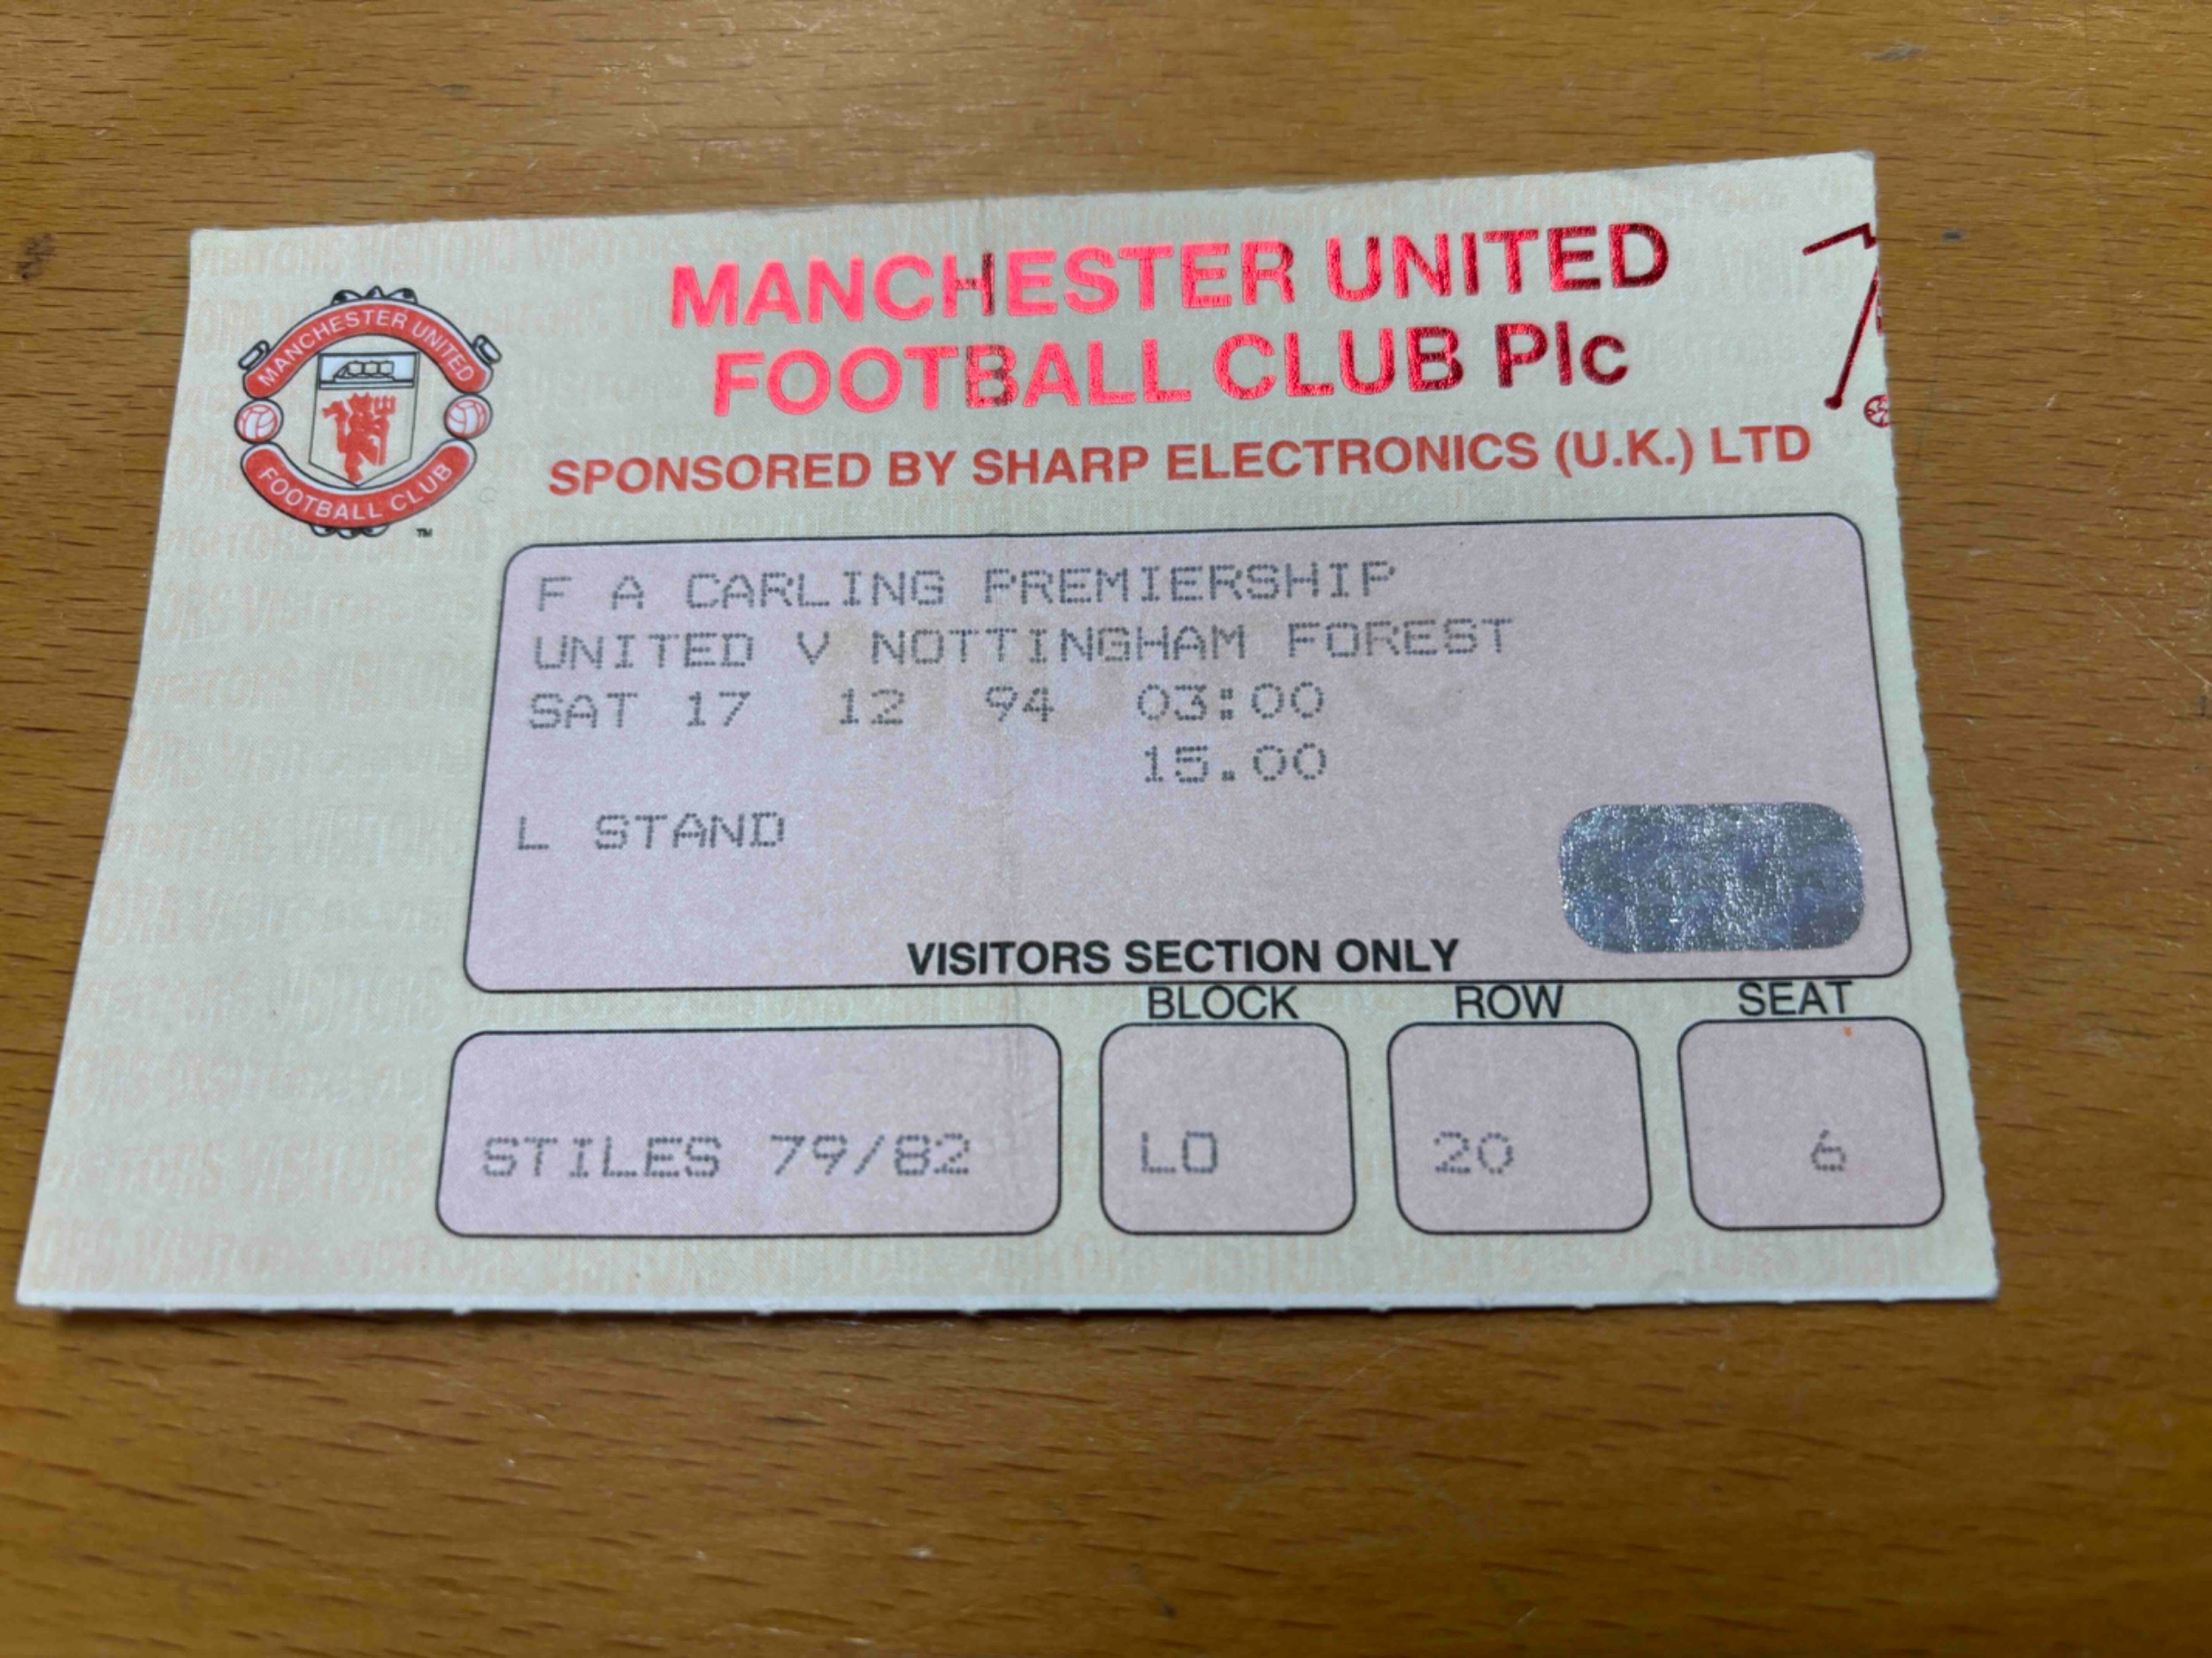 MANCHESTER UNITED
FOOTBALL CLUB Plc
SPONSORED BY SHARP ELECTRONICS (U.K.) LTD
MANCHESTER UNITED
FOOTBALL CLUB
TM
F A CARLING PREMIERSHIP
UNITED V NOTTINGHAM FOREST
SAT 17 12 94 03:00
15.00
L STAND
VISITORS SECTION ONLY
BLOCK ROW SEAT
STILES 79/82 LO 20 6